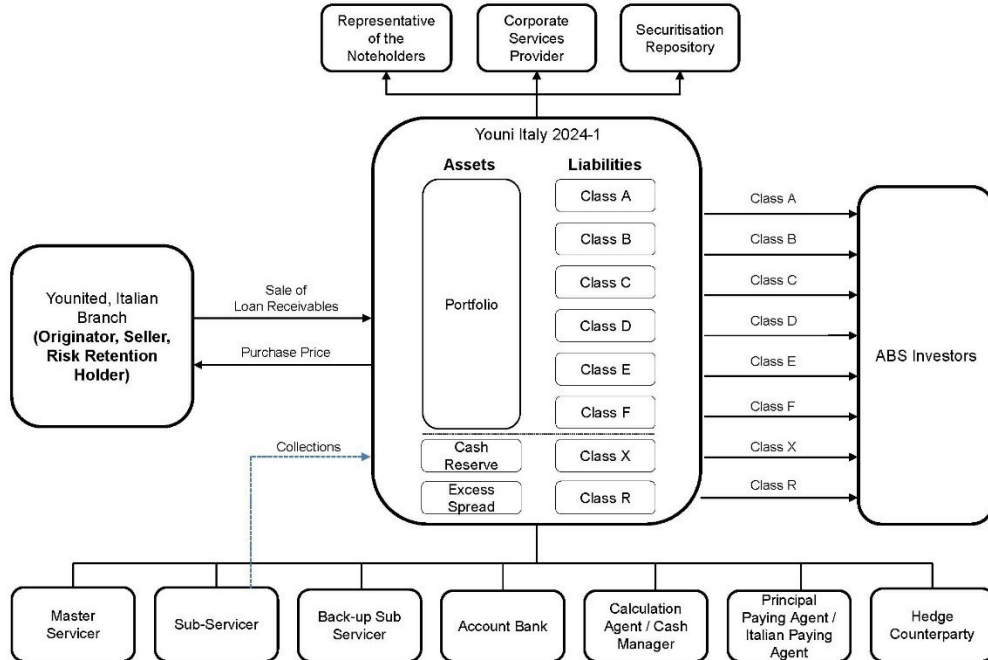 Representative
of the
Noteholders
Corporate
Services
Provider
Securitisation
Repository
Youni Italy 2024-1
Assets
Liabilities
Portfolio
Class A
Class B
Class C
Class D
Class E
Class F
Cash
Reserve
Class X
Excess
Spread
Class R
Younited, Italian
Branch
(Originator, Seller,
Risk Retention
Holder)
Sale of
Loan Receivables
Purchase Price
Collections
Class A
Class B
Class C
Class D
Class E
Class F
Class X
Class R
ABS Investors
Master
Servicer
Sub-Servicer
Back-up Sub
Servicer
Account Bank
Calculation
Agent / Cash
Manager
Principal
Paying Agent /
Italian Paying
Agent
Hedge
Counterparty